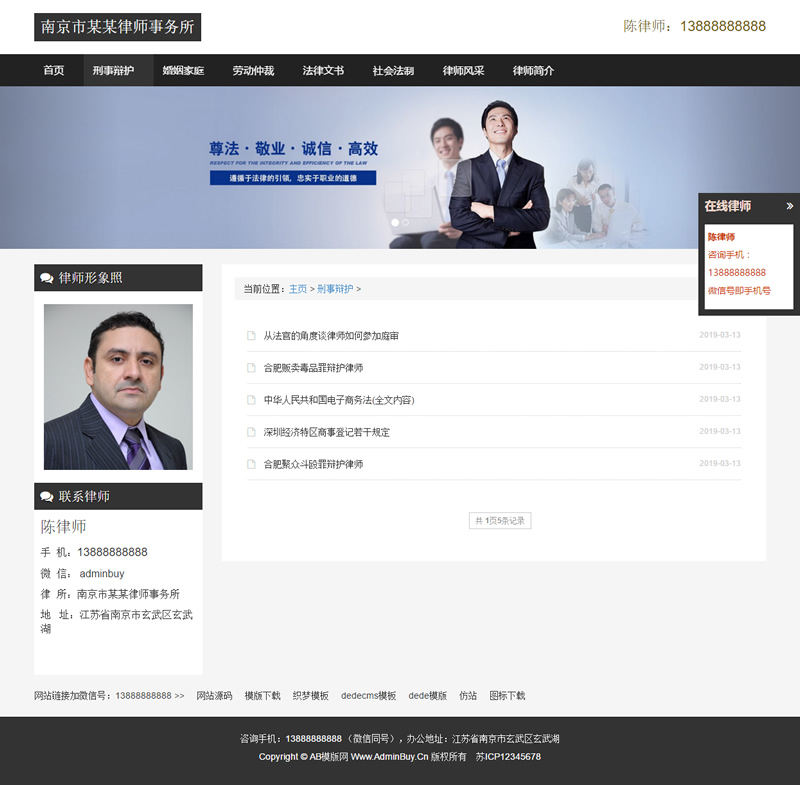 南京市某某律师事务所
陈律师：13888888888
首页 刑事辩护 婚姻家庭 劳动仲裁 法律文书 社会法制 律师风采 律师简介
尊法·敬业·诚信·高效
RESPECT FOR THE INTEGRITY AND EFFICIENCY OF THE LAW
遵循于法律的引领，忠实于职业的道德
在线律师 »
陈律师
咨询手机：
13888888888
微信号即手机号
律师形象照
当前位置：主页 > 刑事辩护 >
从法官的角度谈律师如何参加庭审 2019-03-13
合肥贩卖毒品罪辩护律师 2019-03-13
中华人民共和国电子商务法(全文内容) 2019-03-13
深圳经济特区商事登记若干规定 2019-03-13
合肥聚众斗殴罪辩护律师 2019-03-13
共 1页5条记录
联系律师
陈律师
手 机：13888888888
微 信： adminbuy
律 所：南京市某某律师事务所
地 址：江苏省南京市玄武区玄武
湖
网站链接加微信号：13888888888 >> 网站源码 模版下载 织梦模板 dedecms模板 dede模版 仿站 图标下载
咨询手机：13888888888 （微信同号），办公地址：江苏省南京市玄武区玄武湖
Copyright © AB模版网 Www.AdminBuy.Cn 版权所有 苏ICP12345678